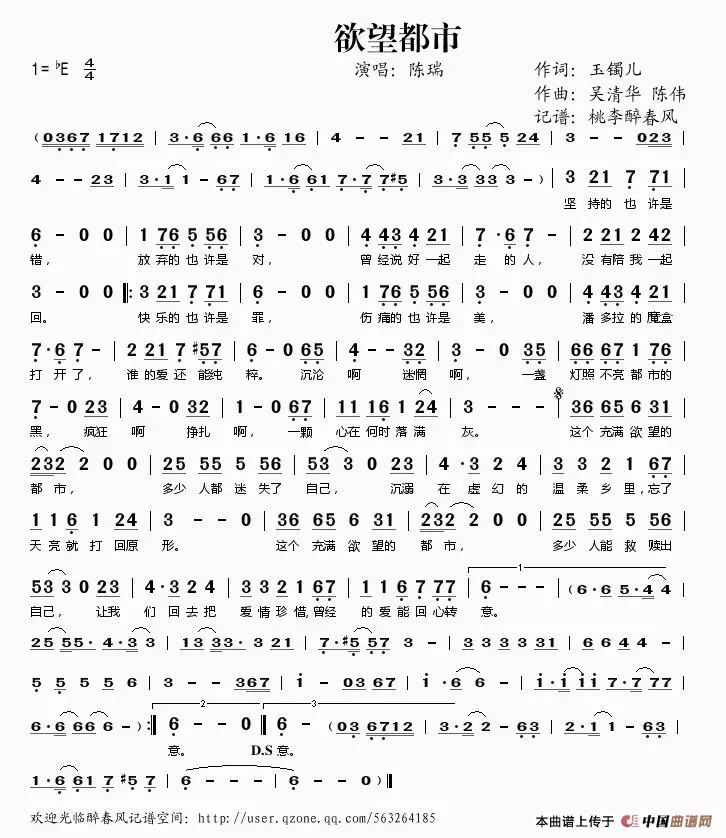 欲望都市
1=♭E 4/4 演唱：陈瑞 作词：玉镯儿
作曲：吴清华 陈伟
记谱：桃李醉春风
(0367 1712 | 3·6 66 1·6 16 | 4 - - 21 | 7 55 5 24 | 3 - - 023
4 - - 23 | 3·1 1 - 67 | 1·6 61 7·7 7#5 | 3·3 33 3 - ) | 3 21 7 71
坚持的 也 许是
6 - 0 0 | 1 76 5 56 | 3 - 0 0 | 4 43 4 21 | 7 · 6 7 - | 2 21 2 42
错， 放弃的 也 许是 对， 曾 经说 好 一起 走 的 人， 没 有陪 我 一起
3 - 0 0 |: 3 21 7 71 | 6 - 0 0 | 1 76 5 56 | 3 - 0 0 | 4 43 4 21
回。 快乐的 也 许是 罪， 伤痛的 也 许是 美， 潘 多拉 的 魔盒
7·6 7 - | 2 21 7 #57 | 6 - 0 65 | 4 - - 32 | 3 - 0 35 | 66 67 1 76
打 开了， 谁 的爱 还 能纯 粹。 沉沦 啊 迷惘 啊， 一盏 灯照 不亮 都 市的
7 - 0 23 | 4 - 0 32 | 1 - 0 67 | 11 16 1 24 | 3 - - - | 36 65 6 31
黑， 疯狂 啊 挣扎 啊， 一颗 心在 何时 落 满 灰。 这个 充满 欲 望的
232 2 0 0 | 25 55 5 56 | 53 3 0 23 | 4·3 2 4 | 3 3 2 1 67
都 市， 多少 人都 迷 失了 自己， 沉溺 在 虚 幻 的 温 柔 乡 里，忘了
1 1 6 1 24 | 3 - - 0 | 36 65 6 31 | 232 2 0 0 | 25 55 5 56
天 亮 就 打 回原 形。 这个 充满 欲 望的 都 市， 多少 人能 救 赎出
53 3 0 23 | 4·3 2 4 | 3 3 2 1 67 | 1 1 6 7 77 | 6 - - - | (6·6 65·4
自己， 让我 们 回 去 把 爱 情 珍 惜，曾经 的 爱 能 回 心转 意。
1
25 55·4·3 3 | 13 33·3·21 | 7·#5 57 - | 3 3 3 3 31 | 6 6 4 4 -
5 5 5 5 6 | 3 - - 367 | i - 0 367 | i · 6 6 - | i·i ii 7·7 77
6·6 66 6 - ) :| 6 - - 0 || 6 - - (03 6712 | 3·2 2 - 63 | 2·1 1 - 63
2
3
意。 D.S 意。
1·6 61 7 #57 | 6 - - - | 6 - - 0 )||
欢迎光临醉春风记谱空间：http://user.qzone.qq.com/563264185
本曲谱上传于 中国曲谱网